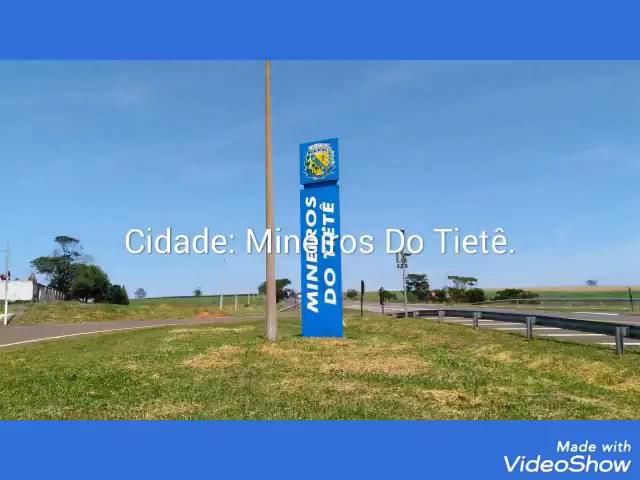 Cidade: Mineiros Do Tietê.
MINEIROS
DO TIETÊ
Made with
VideoShow